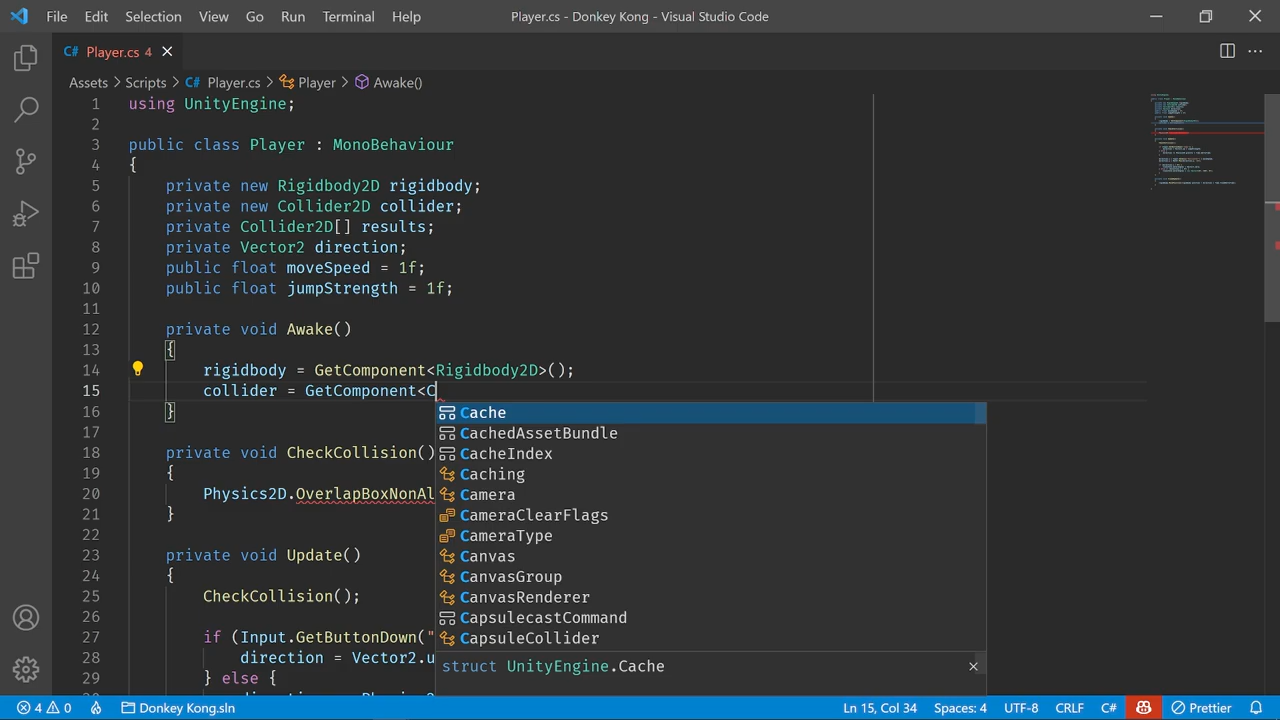 File Edit Selection View Go Run Terminal Help Player.cs - Donkey Kong - Visual Studio Code
C# Player.cs 4
Assets > Scripts > C# Player.cs > Player > Awake()
1 using UnityEngine;
2
3 public class Player : MonoBehaviour
4 {
5 private new Rigidbody2D rigidbody;
6 private new Collider2D collider;
7 private Collider2D[] results;
8 private Vector2 direction;
9 public float moveSpeed = 1f;
10 public float jumpStrength = 1f;
11
12 private void Awake()
13 {
14 rigidbody = GetComponent<Rigidbody2D>();
15 collider = GetComponent<C
16 }
Cache
17
CachedAssetBundle
18 private void CheckCollision()
CacheIndex
19 {
Caching
20 Physics2D.OverlapBoxNonAl
Camera
21 }
CameraClearFlags
22
CameraType
23 private void Update()
Canvas
24 {
CanvasGroup
25 CheckCollision();
CanvasRenderer
26
CapsulecastCommand
27 if (Input.GetButtonDown("
CapsuleCollider
28 direction = Vector2.u
struct UnityEngine.Cache
29 } else {
4 0 Donkey Kong.sln Ln 15, Col 34 Spaces: 4 UTF-8 CRLF C# Prettier